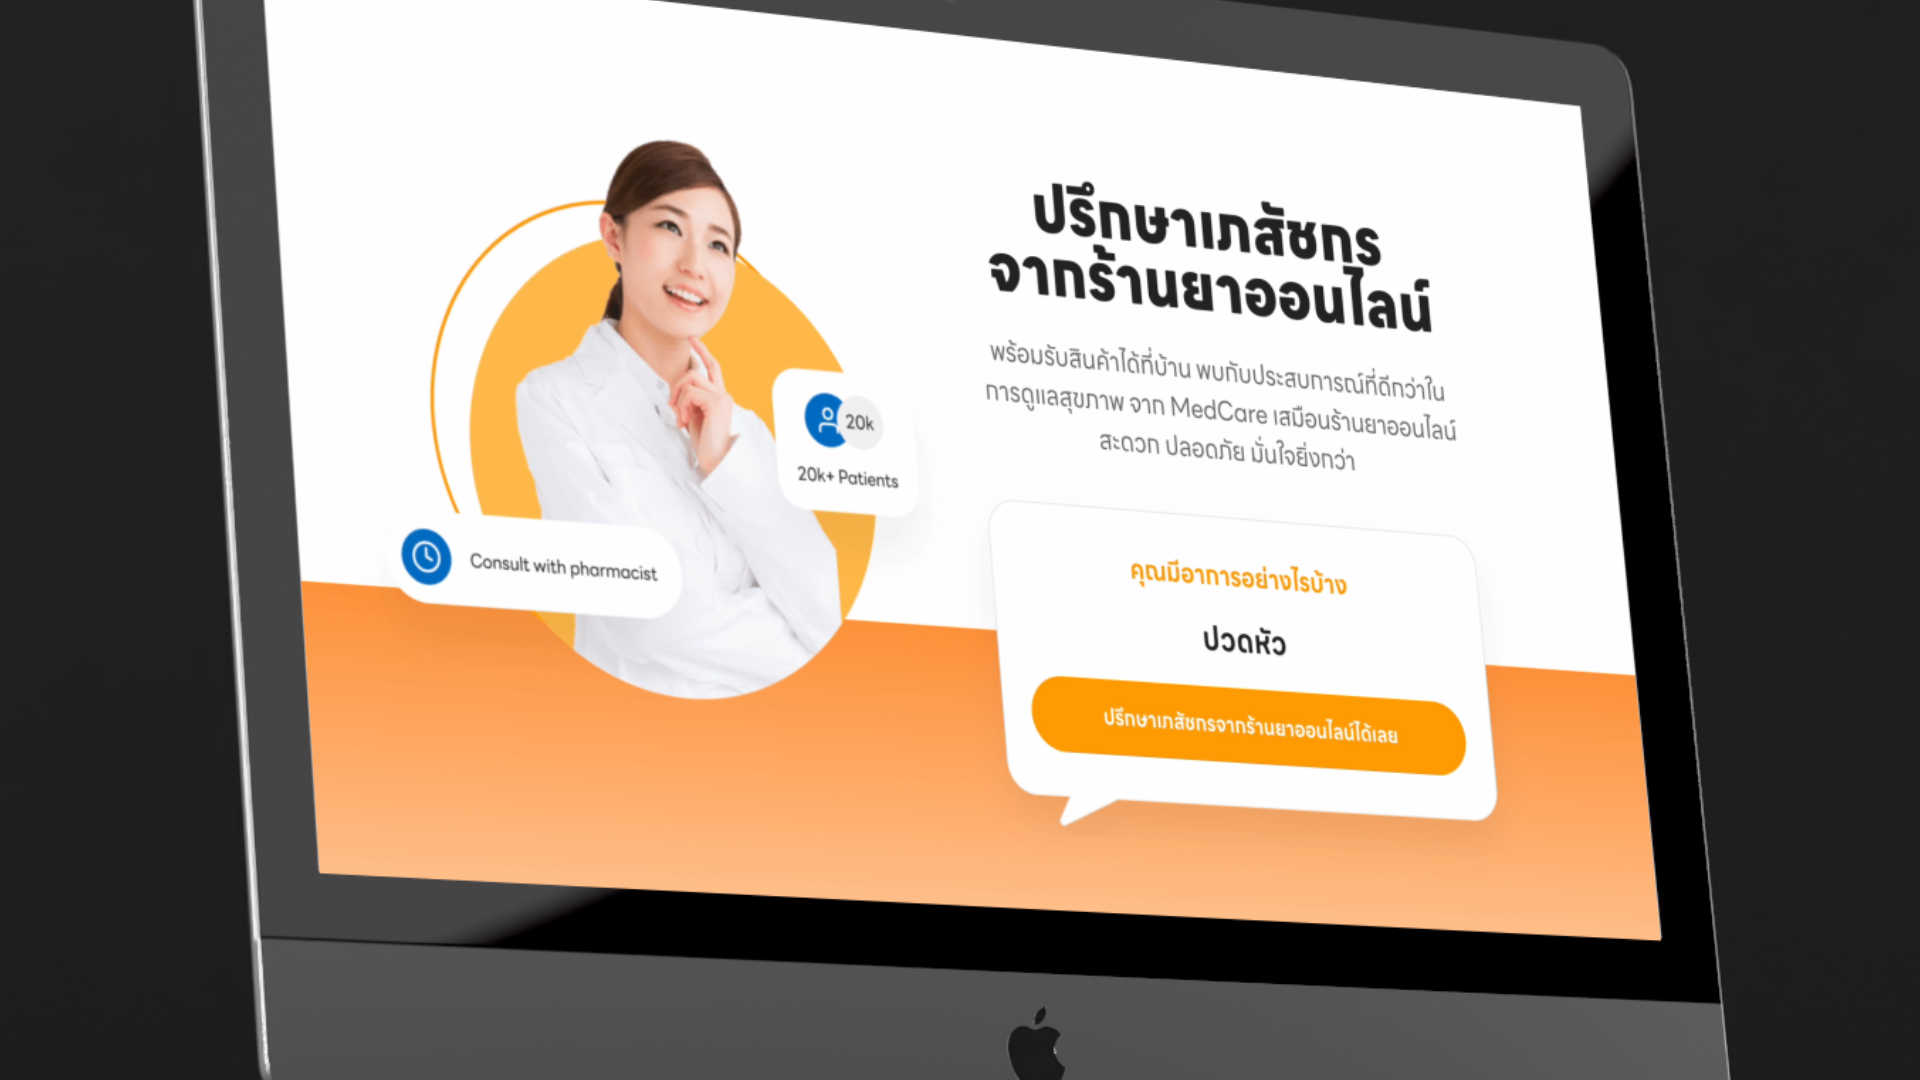 ปรึกษาเภสัชกร
จากร้านยาออนไลน์
พร้อมรับสินค้าได้ที่บ้าน พบกับประสบการณ์ที่ดีกว่าใน
การดูแลสุขภาพ จาก MedCare เสมือนร้านยาออนไลน์
สะดวก ปลอดภัย มั่นใจยิ่งกว่า
20k
20k+ Patients
Consult with pharmacist
คุณมีอาการอย่างไรบ้าง
ปวดหัว
ปรึกษาเภสัชกรจากร้านยาออนไลน์ได้เลย